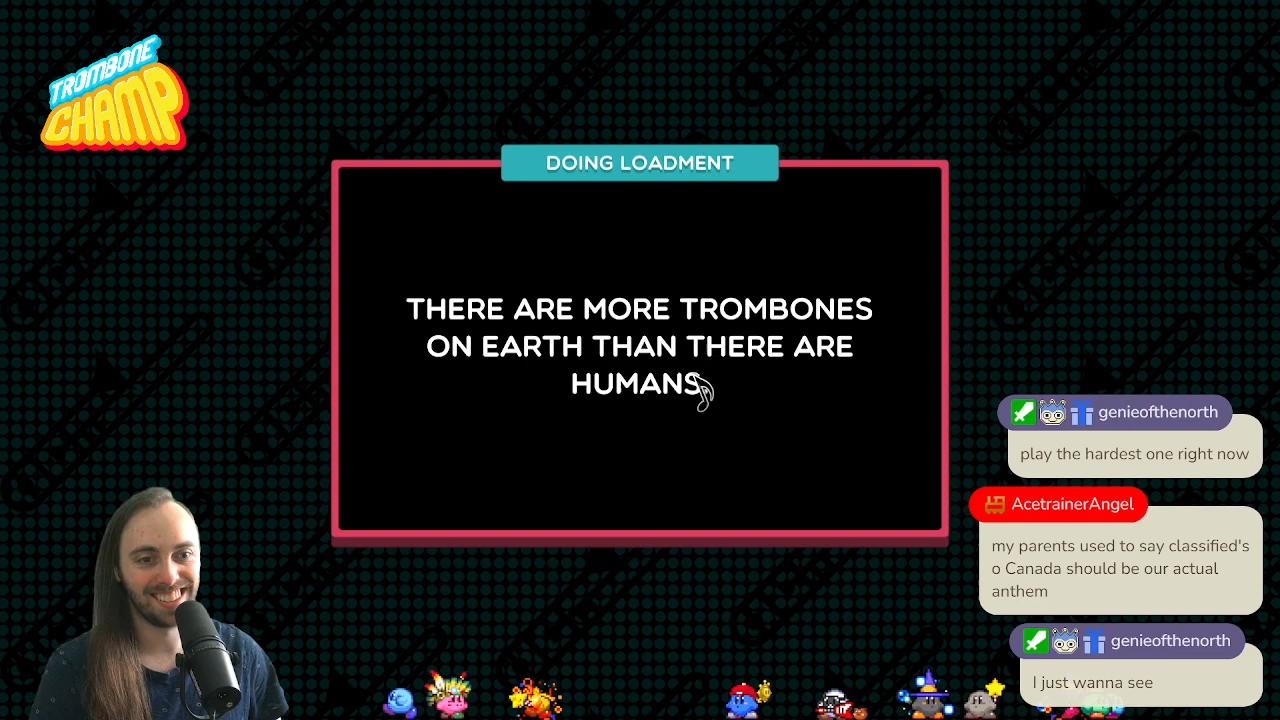 TROMBONE
CHAMP
DOING LOADMENT
THERE ARE MORE TROMBONES
ON EARTH THAN THERE ARE
HUMANS
genieofthenorth
play the hardest one right now
AcetrainerAngel
my parents used to say classified's
o Canada should be our actual
anthem
genieofthenorth
I just wanna see